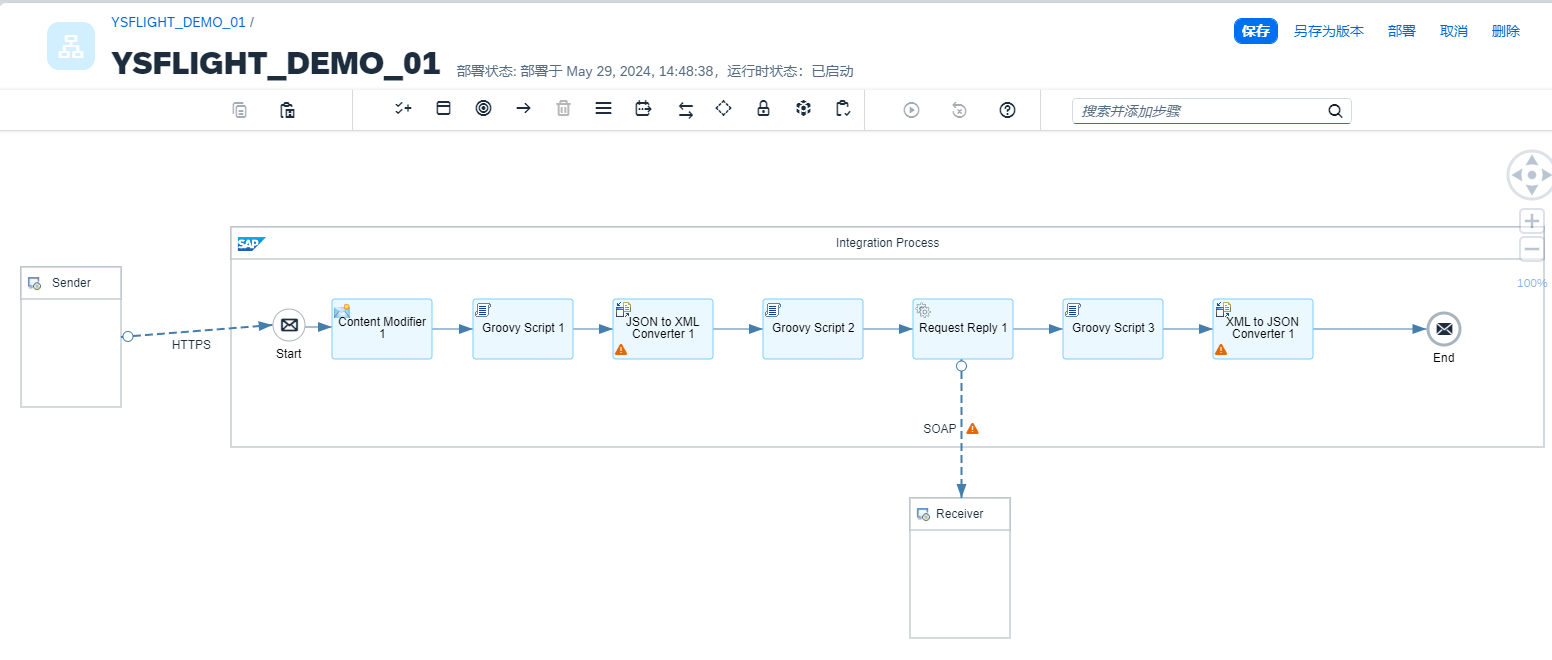 YSFLIGHT_DEMO_01 /
YSFLIGHT_DEMO_01
部署状态: 部署于 May 29, 2024, 14:48:38，运行时状态：已启动
保存 另存为版本 部署 取消 删除
搜索并添加步骤
SAP
Integration Process
100%
Sender
HTTPS
Start
Content Modifier
1
Groovy Script 1
JSON to XML
Converter 1
Groovy Script 2
Request Reply 1
Groovy Script 3
XML to JSON
Converter 1
End
SOAP
Receiver